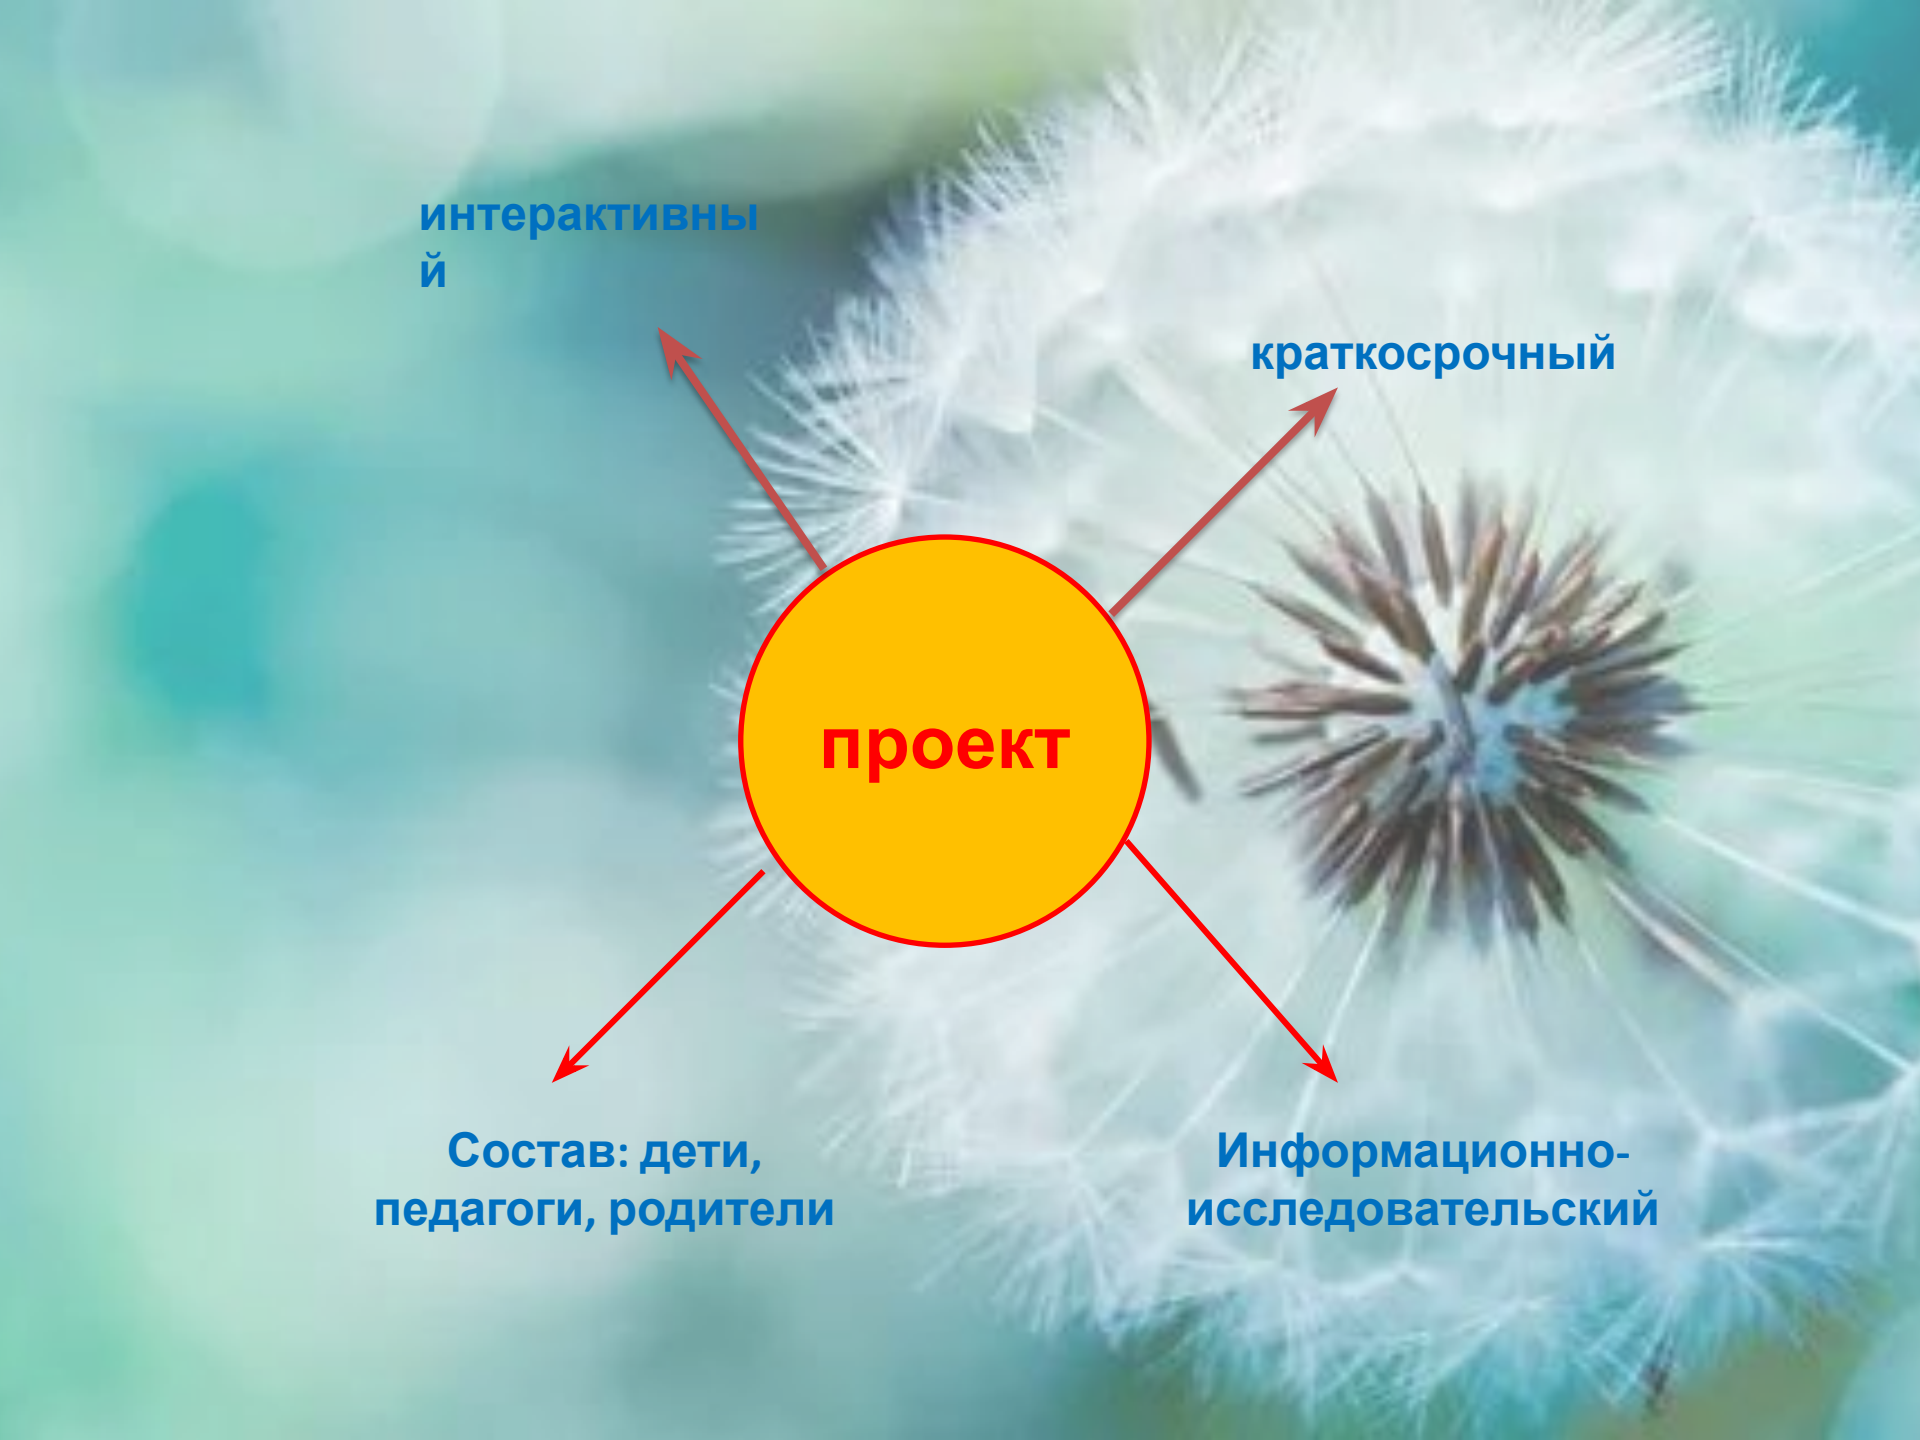 интерактивны
й
краткосрочный
проект
Состав: дети,
педагоги, родители
Информационно-
исследовательский